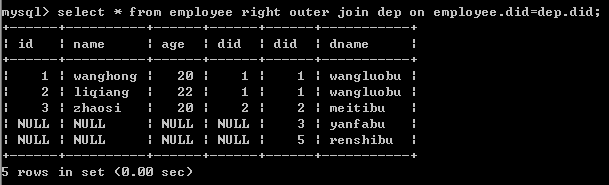 mysql> select * from employee right outer join dep on employee.did=dep.did;
+------+----------+------+------+-----+-----------+
| id   | name     | age  | did  | did | dname     |
+------+----------+------+------+-----+-----------+
|    1 | wanghong |   20 |    1 |   1 | wangluobu |
|    2 | liqiang  |   22 |    1 |   1 | wangluobu |
|    3 | zhaosi   |   20 |    2 |   2 | meitibu   |
| NULL | NULL     | NULL | NULL |   3 | yanfabu   |
| NULL | NULL     | NULL | NULL |   5 | renshibu  |
+------+----------+------+------+-----+-----------+
5 rows in set (0.00 sec)